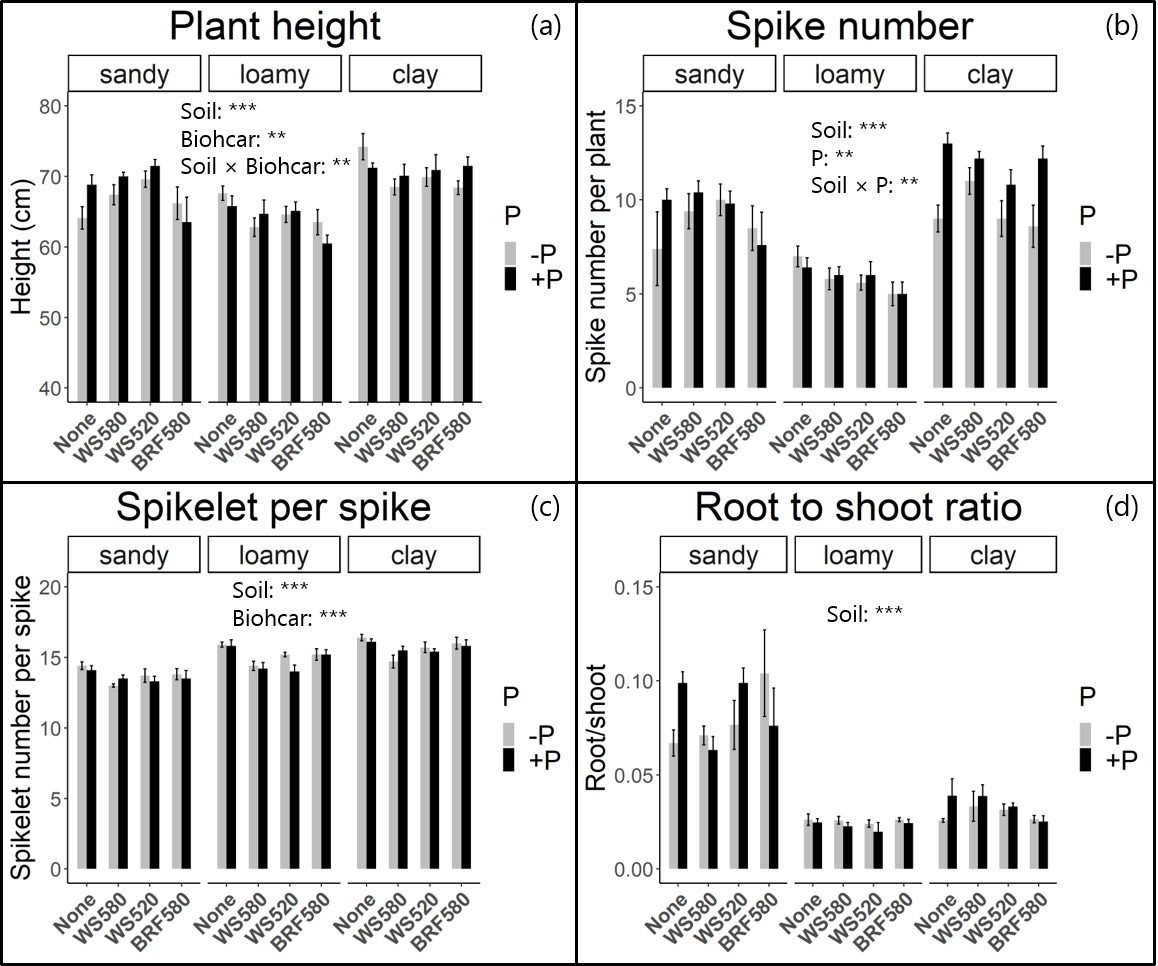 Plant height
(a)
sandy
loamy
clay
80
70
60
50
40
Height (cm)
Soil: ***
Biohcar: **
Soil × Biohcar: **
P
-P
+P
None
WS580
WS520
BRF580
None
WS580
WS520
BRF580
None
WS580
WS520
BRF580
Spike number
(b)
sandy
loamy
clay
15
10
5
0
Spike number per plant
Soil: ***
P: **
Soil × P: **
P
-P
+P
None
WS580
WS520
BRF580
None
WS580
WS520
BRF580
None
WS580
WS520
BRF580
Spikelet per spike
(c)
sandy
loamy
clay
20
15
10
5
0
Spikelet number per spike
Soil: ***
Biohcar: ***
P
-P
+P
None
WS580
WS520
BRF580
None
WS580
WS520
BRF580
None
WS580
WS520
BRF580
Root to shoot ratio
(d)
sandy
loamy
clay
0.15
0.10
0.05
0.00
Root/shoot
Soil: ***
P
-P
+P
None
WS580
WS520
BRF580
None
WS580
WS520
BRF580
None
WS580
WS520
BRF580